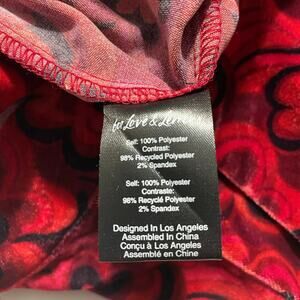 for Love & Lem
Self: 100% Polyester
Contrast:
98% Recycled Polyester
2% Spandex
Self: 100% Polyester
Contraste:
98% Recyclé Polyester
2% Spandex
Designed In Los Angeles
Assembled In China
Conçu à Los Angeles
Assemblé en Chine